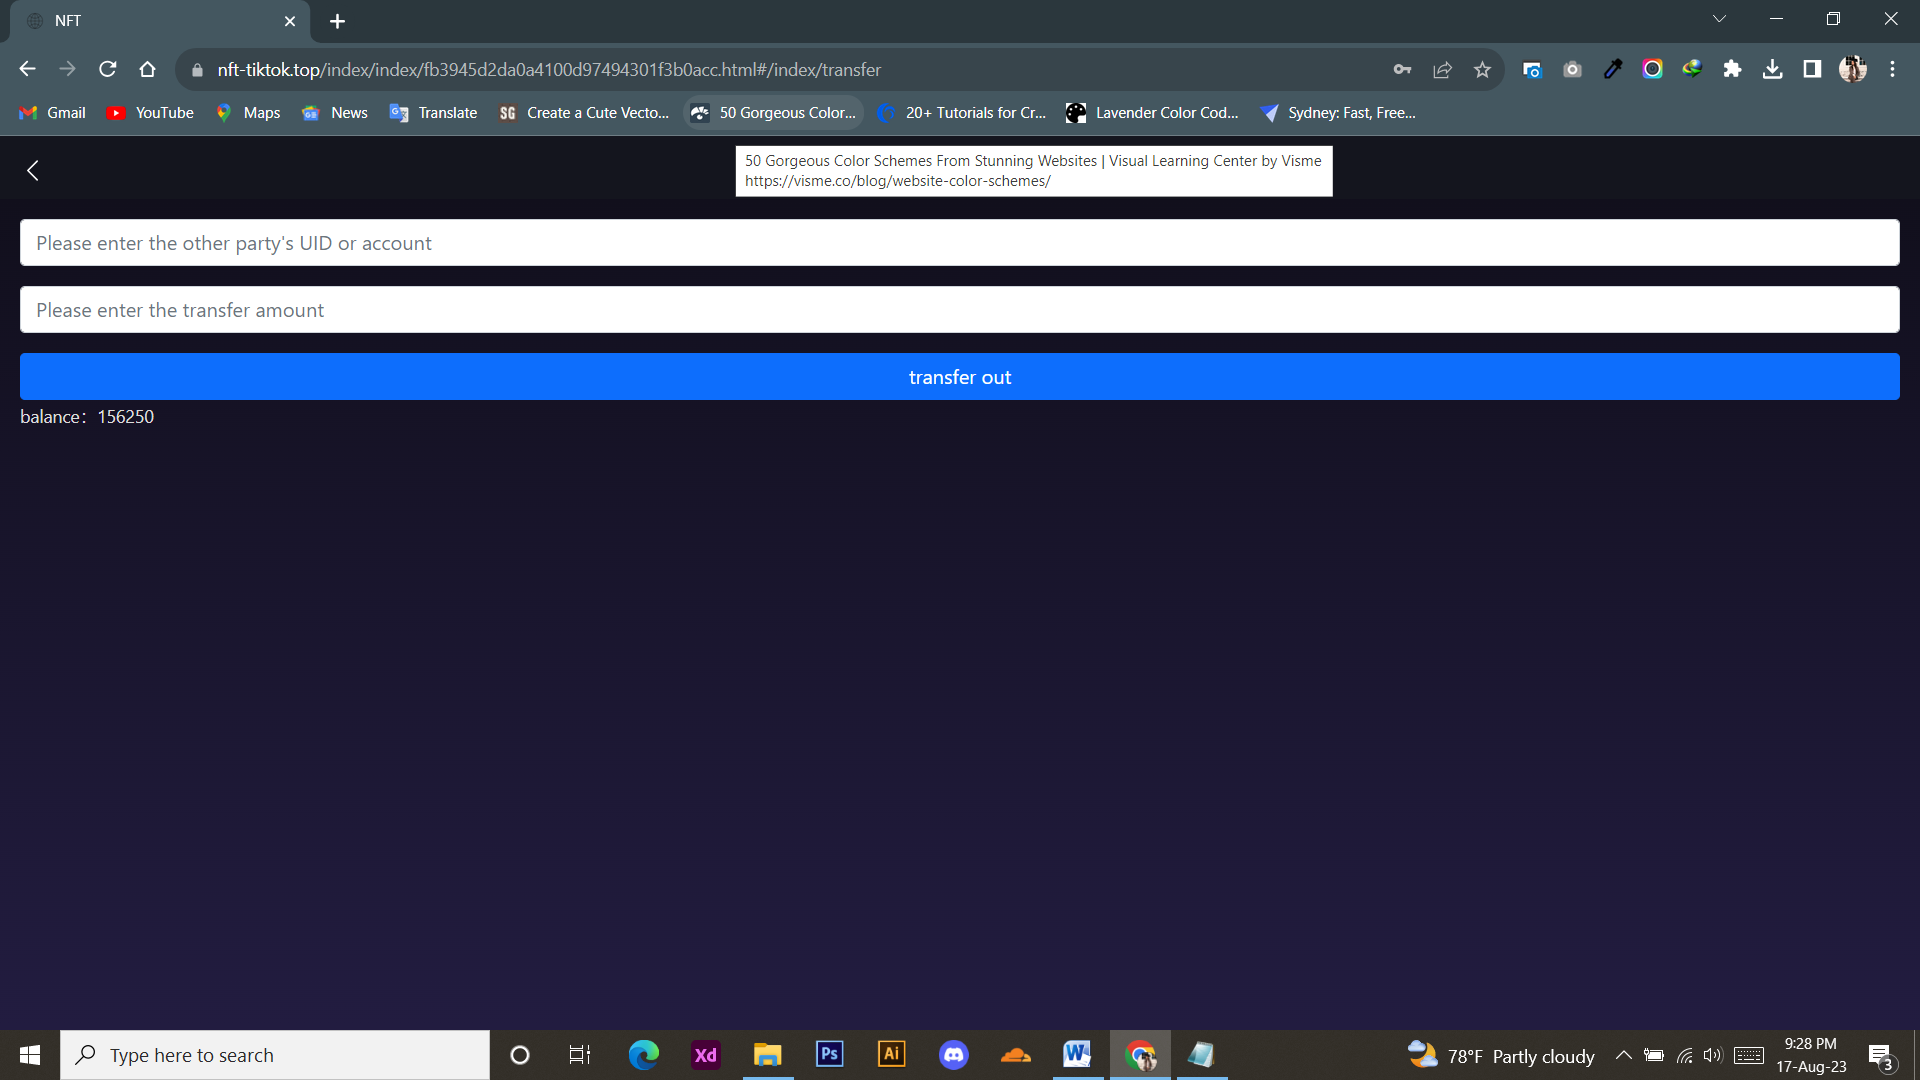 NFT
nft-tiktok.top/index/index/fb3945d2da0a4100d97494301f3b0acc.html#/index/transfer
Gmail YouTube Maps News Translate SG Create a Cute Vecto... 50 Gorgeous Color... 20+ Tutorials for Cr... Lavender Color Cod... Sydney: Fast, Free...
50 Gorgeous Color Schemes From Stunning Websites | Visual Learning Center by Visme
https://visme.co/blog/website-color-schemes/
Please enter the other party's UID or account
Please enter the transfer amount
transfer out
balance：156250
Type here to search Xd Ps Ai W 78°F Partly cloudy 9:28 PM
17-Aug-23 3